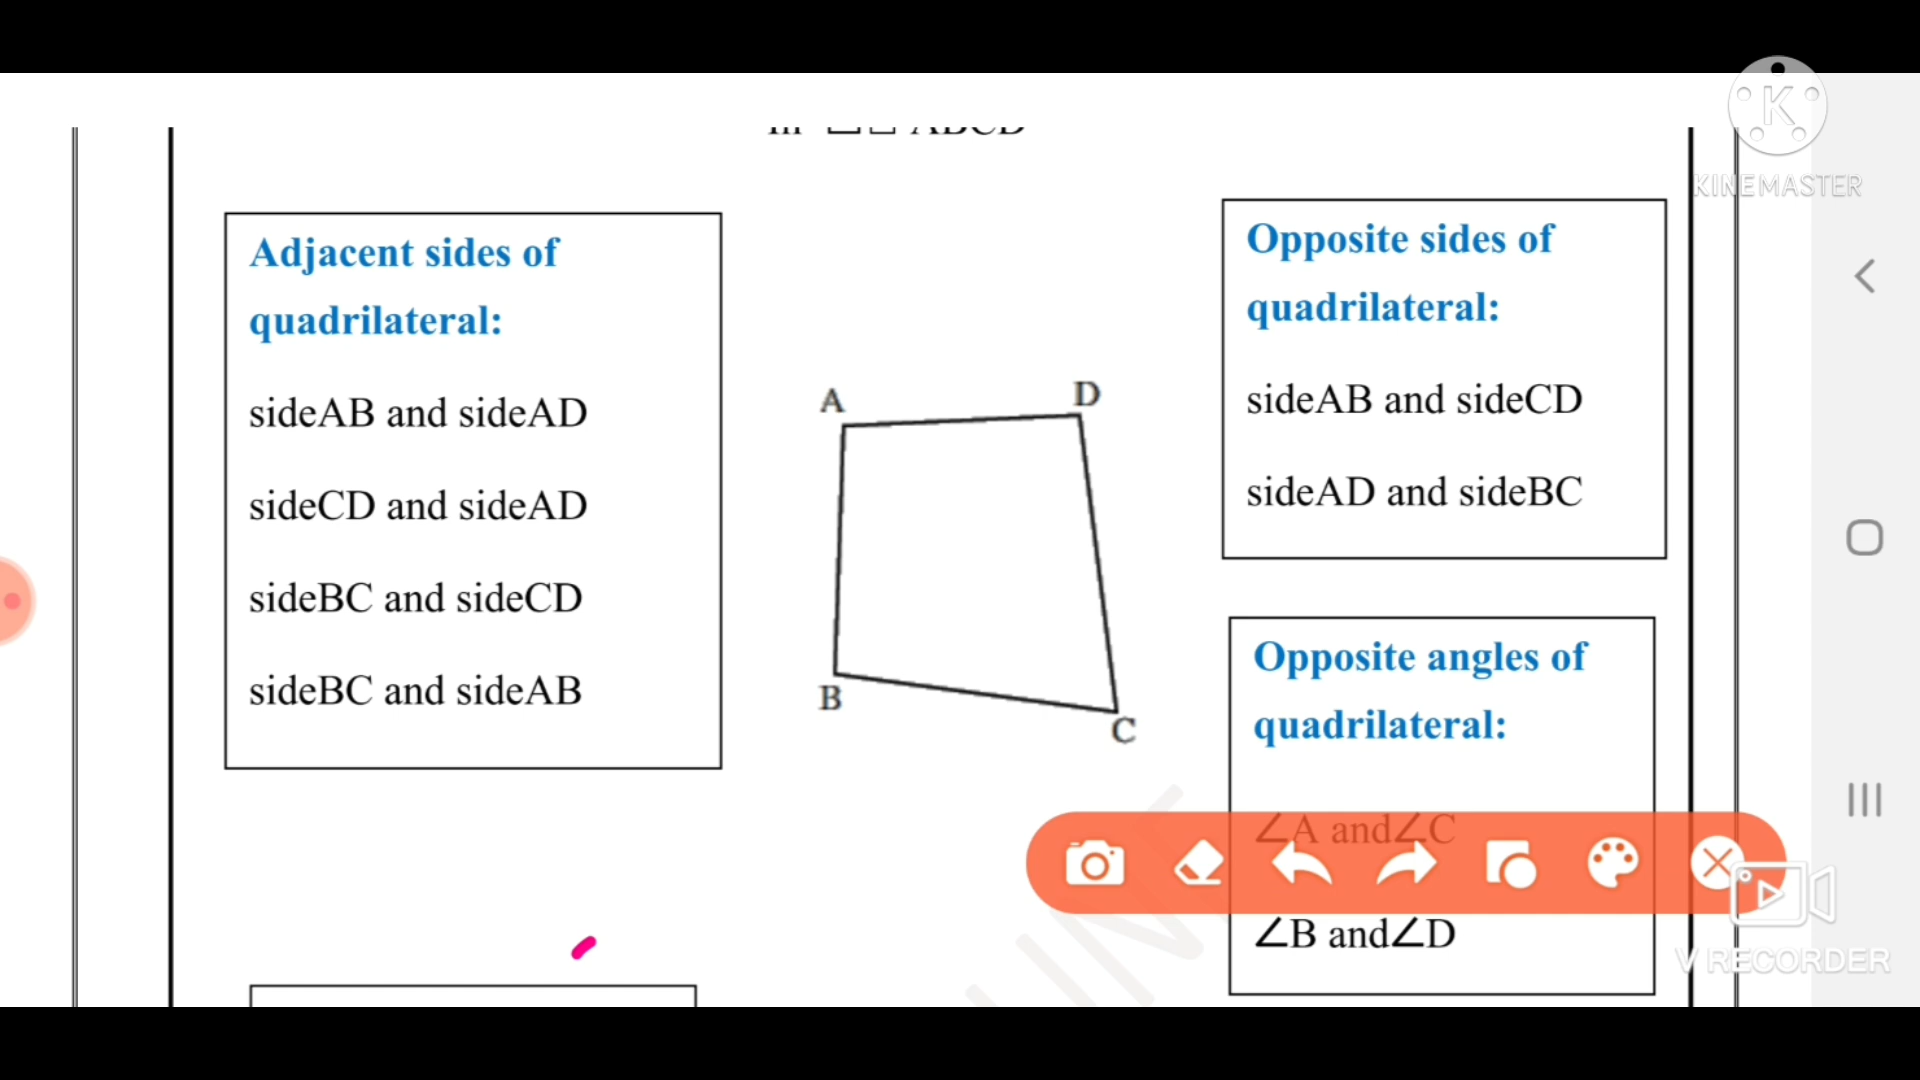 Adjacent sides of
quadrilateral:
sideAB and sideAD
sideCD and sideAD
sideBC and sideCD
sideBC and sideAB
A
D
B
C
Opposite sides of
quadrilateral:
sideAB and sideCD
sideAD and sideBC
Opposite angles of
quadrilateral:
∠A and∠C
∠B and∠D
K
KINEMASTER
V RECORDER